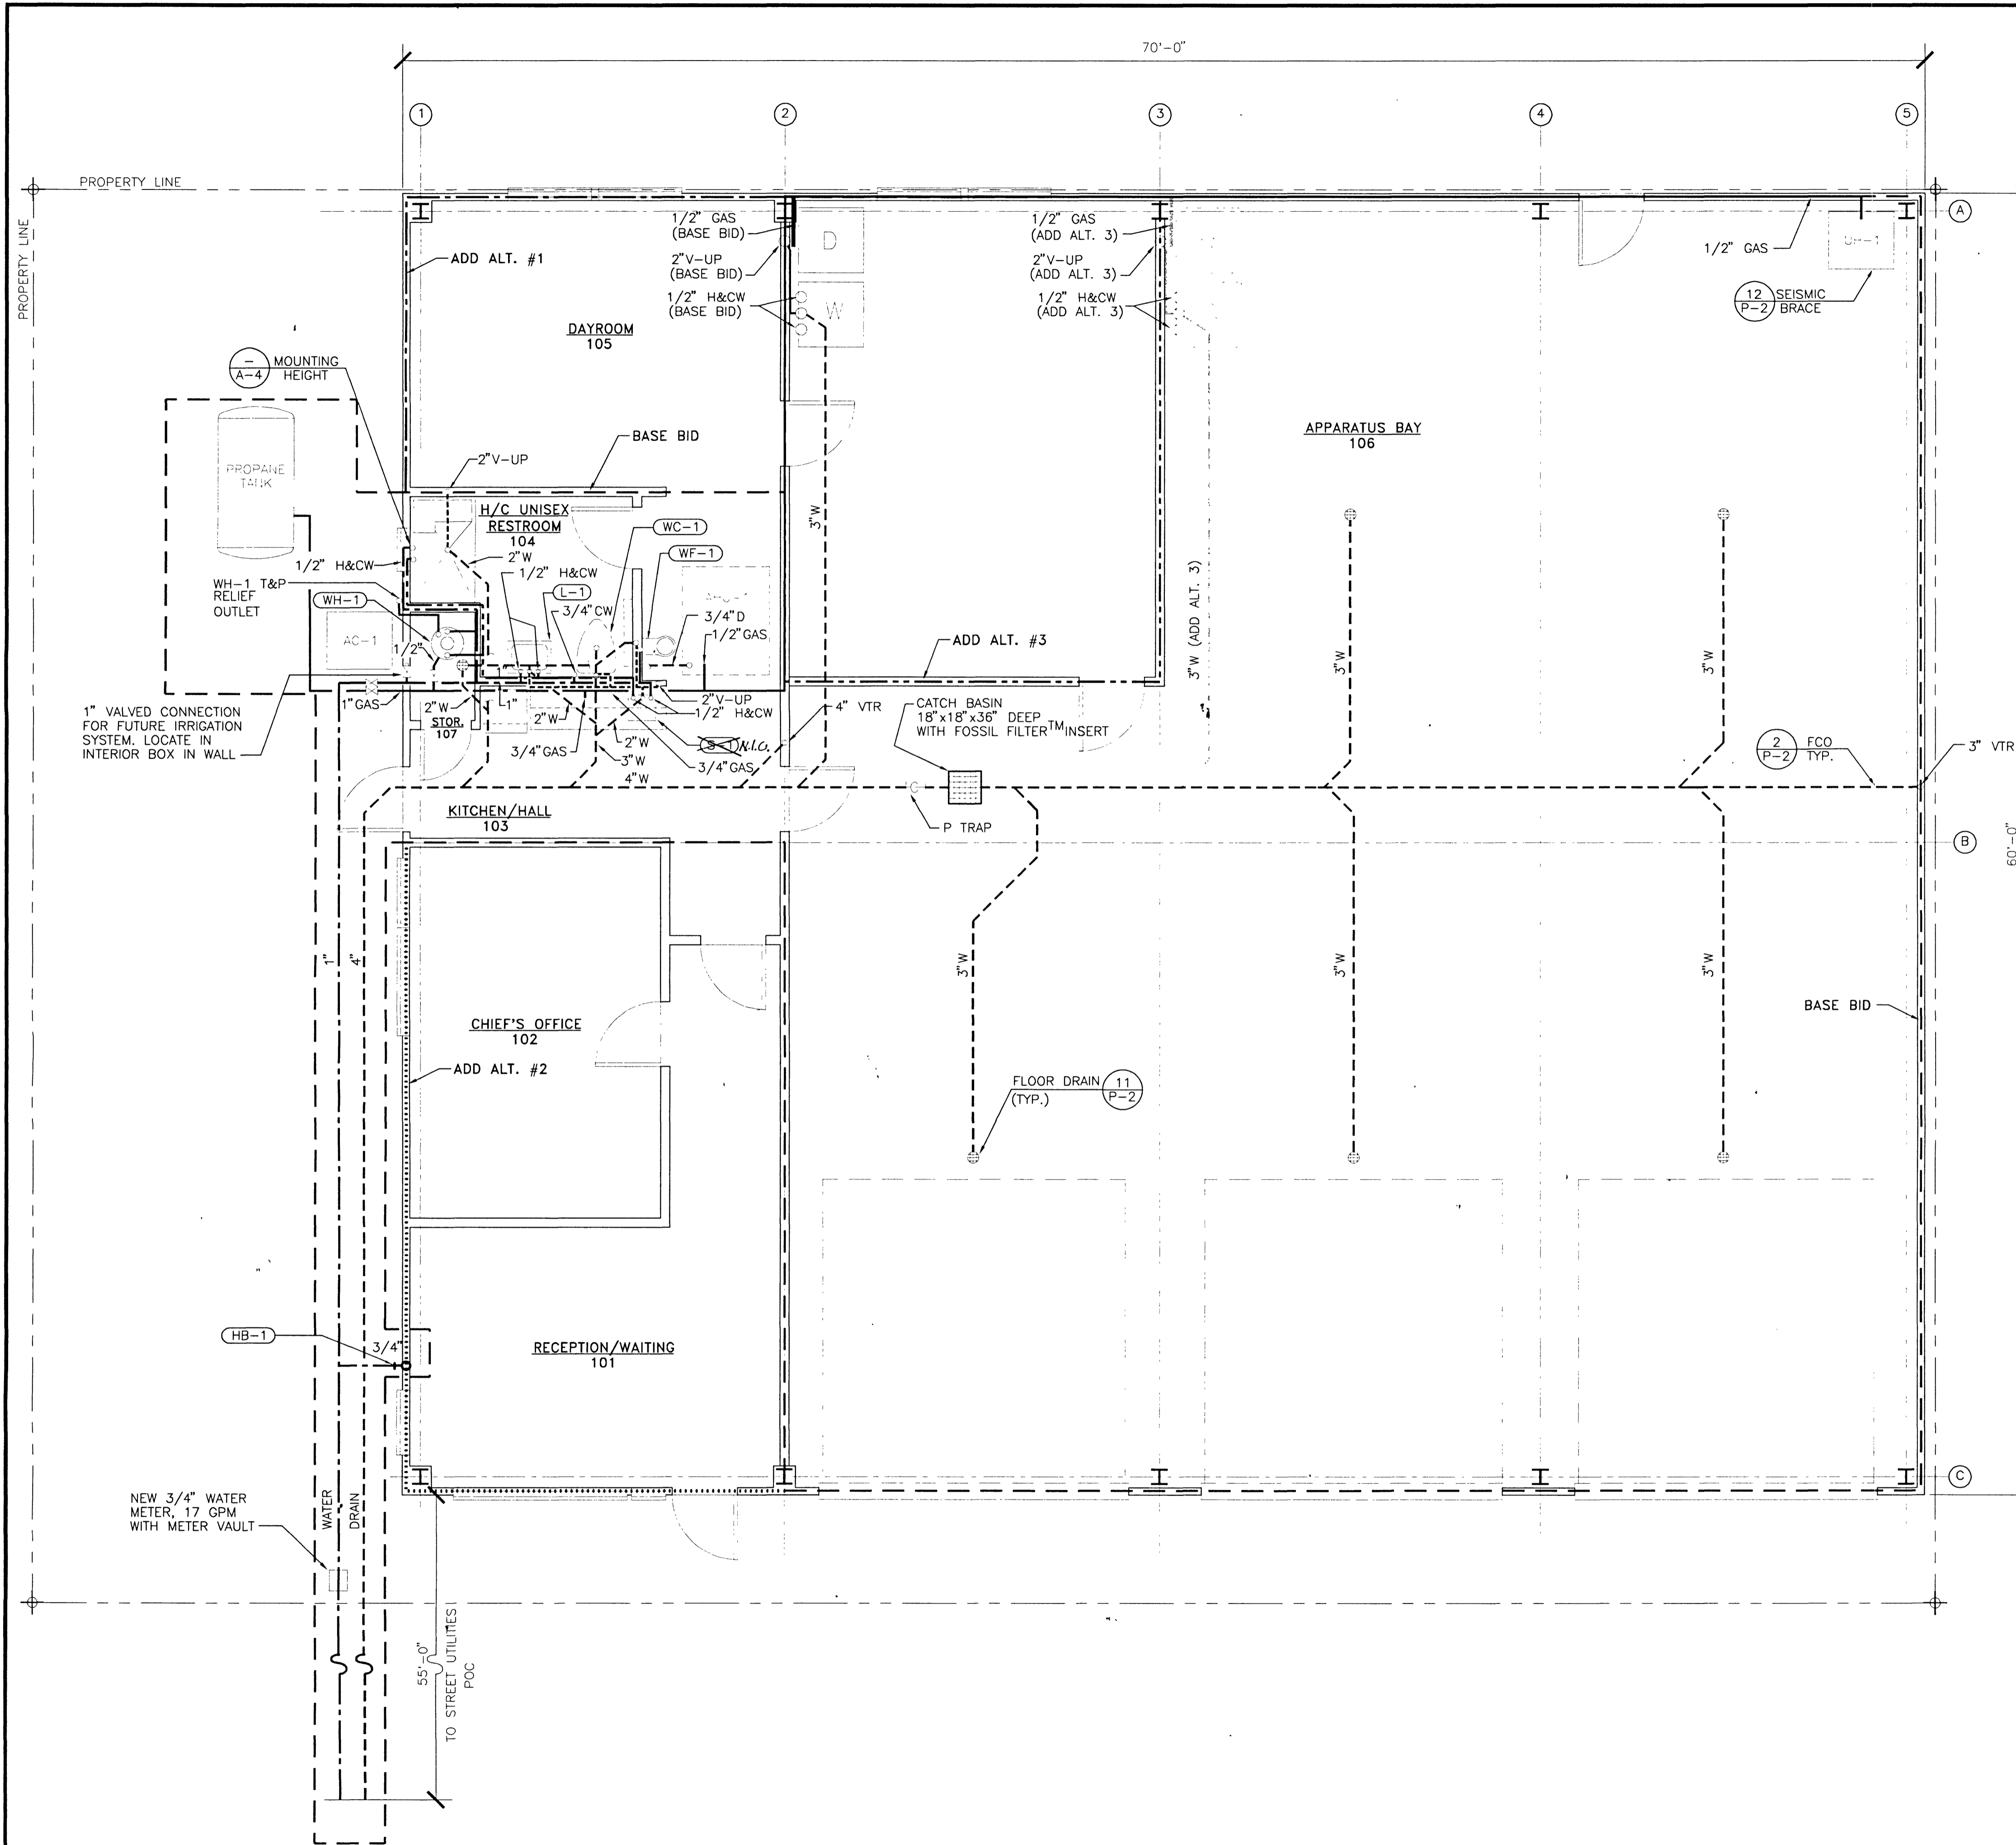 70'-0"
1
2
3
4
5
PROPERTY LINE
PROPERTY LINE
A
1/2" GAS
(BASE BID)
D
2"V-UP
(BASE BID)
1/2" H&CW
(BASE BID)
W
1/2" GAS
(ADD ALT. 3)
2"V-UP
(ADD ALT. 3)
1/2" H&CW
(ADD ALT. 3)
1/2" GAS
UH-1
12
P-2
SEISMIC
BRACE
ADD ALT. #1
DAYROOM
105
-
A-4
MOUNTING
HEIGHT
BASE BID
APPARATUS BAY
106
PROPANE
TANK
2"V-UP
H/C UNISEX
RESTROOM
104
WC-1
WF-1
3"W
2"W
1/2" H&CW
1/2" H&CW
L-1
WH-1 T&P
RELIEF
OUTLET
WH-1
3/4"CW
3/4"D
1/2"GAS
AC-1
1/2"
1"
ADD ALT. #3
3"W (ADD ALT. 3)
3"W
3"W
1"GAS
2"W
1"
2"W
2"V-UP
1/2" H&CW
STOR.
107
1" VALVED CONNECTION
FOR FUTURE IRRIGATION
SYSTEM. LOCATE IN
INTERIOR BOX IN WALL
3/4"GAS
2"W
S-1 N.I.C.
3"W
3/4"GAS
4"W
4" VTR
CATCH BASIN
18"x18"x36" DEEP
WITH FOSSIL FILTER™ INSERT
2
P-2
FCO
TYP.
3" VTR
KITCHEN/HALL
103
P TRAP
B
60'-0"
1"
4"
3"W
3"W
3"W
CHIEF'S OFFICE
102
ADD ALT. #2
BASE BID
FLOOR DRAIN
(TYP.)
11
P-2
HB-1
3/4"
RECEPTION/WAITING
101
C
NEW 3/4" WATER
METER, 17 GPM
WITH METER VAULT
WATER
DRAIN
55'-0"
TO STREET UTILITIES
POC